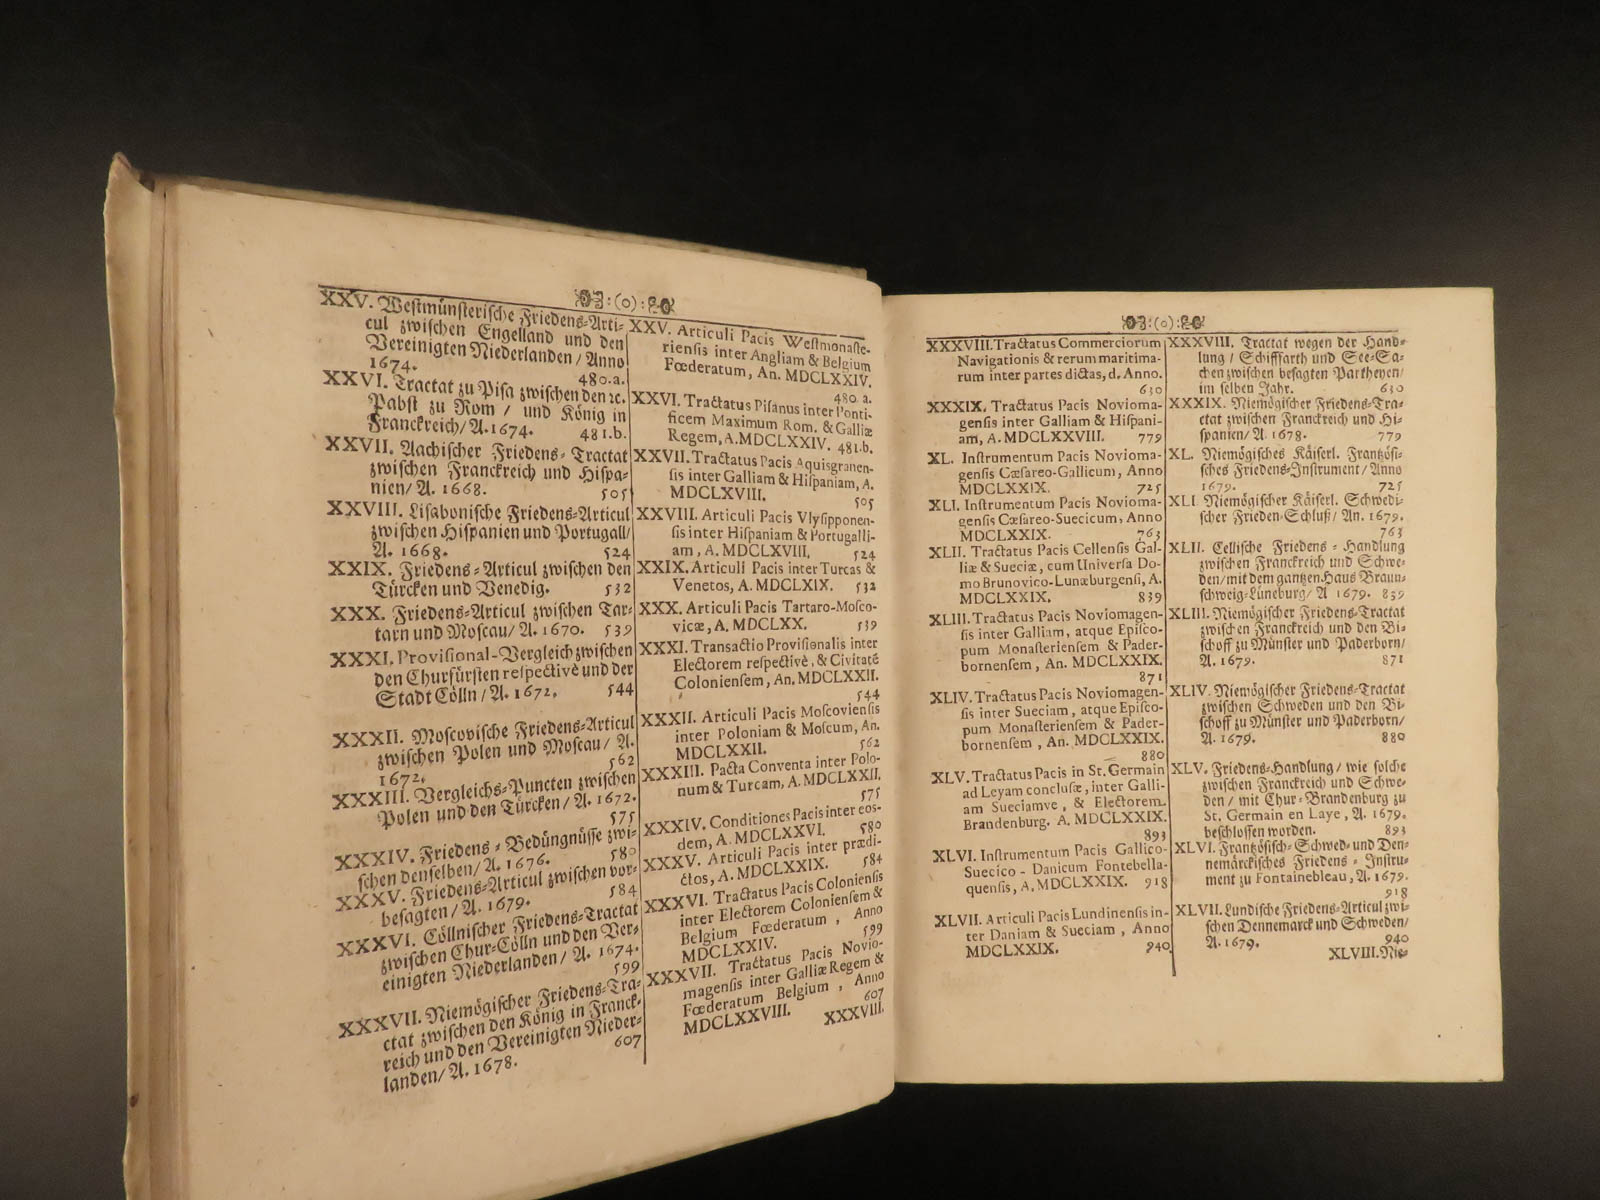 :(o):
XXV. Westmünsterische Friedens-Arti-
cul zwischen Engelland und den
Vereinigten Niederlanden / Anno
1674. 480.a.
XXVI. Tractat zu Pisa zwischen den ꝛc.
Pabst zu Rom / und König in
Franckreich/ A. 1674. 481.b.
XXVII. Aachischer Friedens-Tractat
zwischen Franckreich und Hispa-
nien/ A. 1668. 505
XXVIII. Lisabonische Friedens-Articul
zwischen Hispanien und Portugall/
A. 1668. 524
XXIX. Friedens-Articul zwischen den
Türcken und Venedig. 532
XXX. Friedens-Articul zwischen Tar-
tarn und Moscau/ A. 1670. 539
XXXI. Provisional-Vergleich zwischen
den Churfürsten respectivè und der
Stadt Cölln / A. 1672. 544
XXXII. Moscovische Friedens-Articul
zwischen Polen und Moscau / A.
1672. 562
XXXIII. Vergleichs-Puncten zwischen
Polen und den Türcken / A. 1672.
575
XXXIV. Friedens-Bedüngnüsse zwi-
schen denselben/ A. 1676. 580
XXXV. Friedens-Articul zwischen vor-
besagten / A. 1679. 584
XXXVI. Cöllnischer Friedens-Tractat
zwischen Chur-Cölln und den Ver-
einigten Niederlanden/ A. 1674.
599
XXXVII. Niemögischer Friedens-Tra-
ctat zwischen den König in Franck-
reich und den Vereinigten Nieder-
landen/ A. 1678. 607
XXV. Articuli Pacis Westmonaste-
riensis inter Angliam & Belgium
Fœderatum, An. MDCLXXIV.
480 a.
XXVI. Tractatus Pisanus inter Ponti-
ficem Maximum Rom. & Galliæ
Regem, A. MDCLXXIV. 481.b.
XXVII. Tractatus Pacis Aquisgranen-
sis inter Galliam & Hispaniam, A.
MDCLXVIII. 505
XXVIII. Articuli Pacis Vlysipponen-
sis inter Hispaniam & Portugalli-
am, A. MDCLXVIII, 524
XXIX. Articuli Pacis inter Turcas &
Venetos, A. MDCLXIX. 532
XXX. Articuli Pacis Tartaro-Mosco-
vicæ, A. MDCLXX. 539
XXXI. Transactio Provisionalis inter
Electorem respectivè, & Civitatē
Coloniensem, An. MDCLXXII.
544
XXXII. Articuli Pacis Moscoviensis
inter Poloniam & Moscum, An.
MDCLXXII. 562
XXXIII. Pacta Conventa inter Polo-
num & Turcam, A. MDCLXXII.
575
XXXIV. Conditiones Pacis inter eos-
dem, A. MDCLXXVI. 580
XXXV. Articuli Pacis inter prædi-
ctos, A. MDCLXXIX. 584
XXXVI. Tractatus Pacis Coloniensis
inter Electorem Coloniensem &
Belgium Fœderatum, Anno
MDCLXXIV. 599
XXXVII. Tractatus Pacis Novio-
magensis inter Galliæ Regem &
Fœderatum Belgium, Anno
MDCLXXVIII. 607
XXXVIII.
:(o):
XXXVIII. Tractatus Commerciorum
Navigationis & rerum maritima-
rum inter partes dictas, d. Anno.
630
XXXIX. Tractatus Pacis Novioma-
gensis inter Galliam & Hispani-
am, A. MDCLXXVIII. 779
XL. Instrumentum Pacis Novioma-
gensis Cæsareo-Gallicum, Anno
MDCLXXIX. 725
XLI. Instrumentum Pacis Novioma-
gensis Cæsareo-Suecicum, Anno
MDCLXXIX. 763
XLII. Tractatus Pacis Cellensis Gal-
liæ & Sueciæ, cum Universa Do-
mo Brunovico-Lunæburgensi, A.
MDCLXXIX. 839
XLIII. Tractatus Pacis Noviomagen-
sis inter Galliam, atque Episco-
pum Monasteriensem & Pader-
bornensem, An. MDCLXXIX.
871
XLIV. Tractatus Pacis Noviomagen-
sis inter Sueciam, atque Episco-
pum Monasteriensem & Pader-
bornensem, An. MDCLXXIX.
880
XLV. Tractatus Pacis in St. Germain
ad Leyam conclusæ, inter Galli-
am Sueciamve, & Electorem
Brandenburg. A. MDCLXXIX.
893
XLVI. Instrumentum Pacis Gallico-
Suecico-Danicum Fontebella-
quensis, A, MDCLXXIX. 918
XLVII. Articuli Pacis Lundinensis in-
ter Daniam & Sueciam, Anno
MDCLXXIX. 940
XXXVIII. Tractat wegen der Hand-
lung / Schiffarth und See-Sa-
chen zwischen besagten Partheyen/
im selben Jahr. 630
XXXIX. Niemögischer Friedens-Tra-
ctat zwischen Franckreich und Hi-
spanien/ A. 1678. 779
XL. Niemögisches Käiserl. Frantzösi-
sches Friedens-Instrument/ Anno
1679. 725
XLI. Niemögischer Käiserl. Schwedi-
scher Frieden-Schluß/ An. 1679.
763
XLII. Cellische Friedens-Handlung
zwischen Franckreich und Schwe-
den/ mit dem gantzen Haus Braun-
schweig-Lüneburg/ A 1679. 839
XLIII. Niemögischer Friedens-Tractat
zwischen Franckreich und den Bi-
schoff zu Münster und Paderborn/
A. 1679. 871
XLIV. Niemögischer Friedens-Tractat
zwischen Schweden und den Bi-
schoff zu Münster und Paderborn/
A. 1679. 880
XLV. Friedens-Handlung / wie solche
zwischen Franckreich und Schwe-
den / mit Chur-Brandenburg zu
St. Germain en Laye, A. 1679.
beschlossen worden. 893
XLVI. Frantzösisch-Schwed-und Den-
nemärckisches Friedens-Instru-
ment zu Fontainebleau, A. 1679.
918
XLVII. Lundische Friedens-Articul zwi-
schen Dennemarck und Schweden/
A. 1679. 940
XLVIII. Nie-